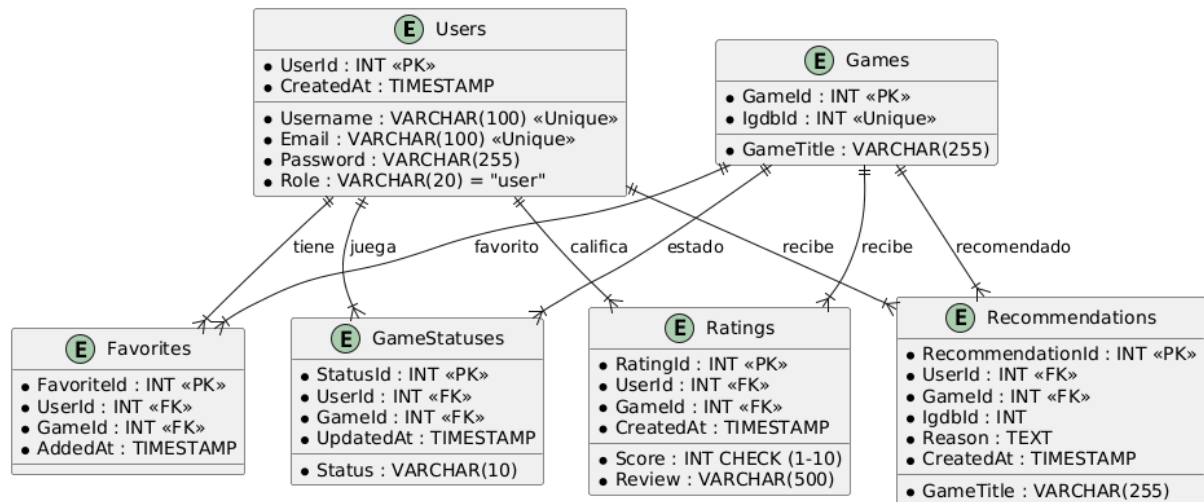 E Users
UserId : INT «PK»
CreatedAt : TIMESTAMP
Username : VARCHAR(100) «Unique»
Email : VARCHAR(100) «Unique»
Password : VARCHAR(255)
Role : VARCHAR(20) = "user"
E Games
GameId : INT «PK»
IgdbId : INT «Unique»
GameTitle : VARCHAR(255)
tiene
juega
favorito
califica
estado
recibe
recibe
recomendado
E Favorites
FavoriteId : INT «PK»
UserId : INT «FK»
GameId : INT «FK»
AddedAt : TIMESTAMP
E GameStatuses
StatusId : INT «PK»
UserId : INT «FK»
GameId : INT «FK»
UpdatedAt : TIMESTAMP
Status : VARCHAR(10)
E Ratings
RatingId : INT «PK»
UserId : INT «FK»
GameId : INT «FK»
CreatedAt : TIMESTAMP
Score : INT CHECK (1-10)
Review : VARCHAR(500)
E Recommendations
RecommendationId : INT «PK»
UserId : INT «FK»
GameId : INT «FK»
IgdbId : INT
Reason : TEXT
CreatedAt : TIMESTAMP
GameTitle : VARCHAR(255)